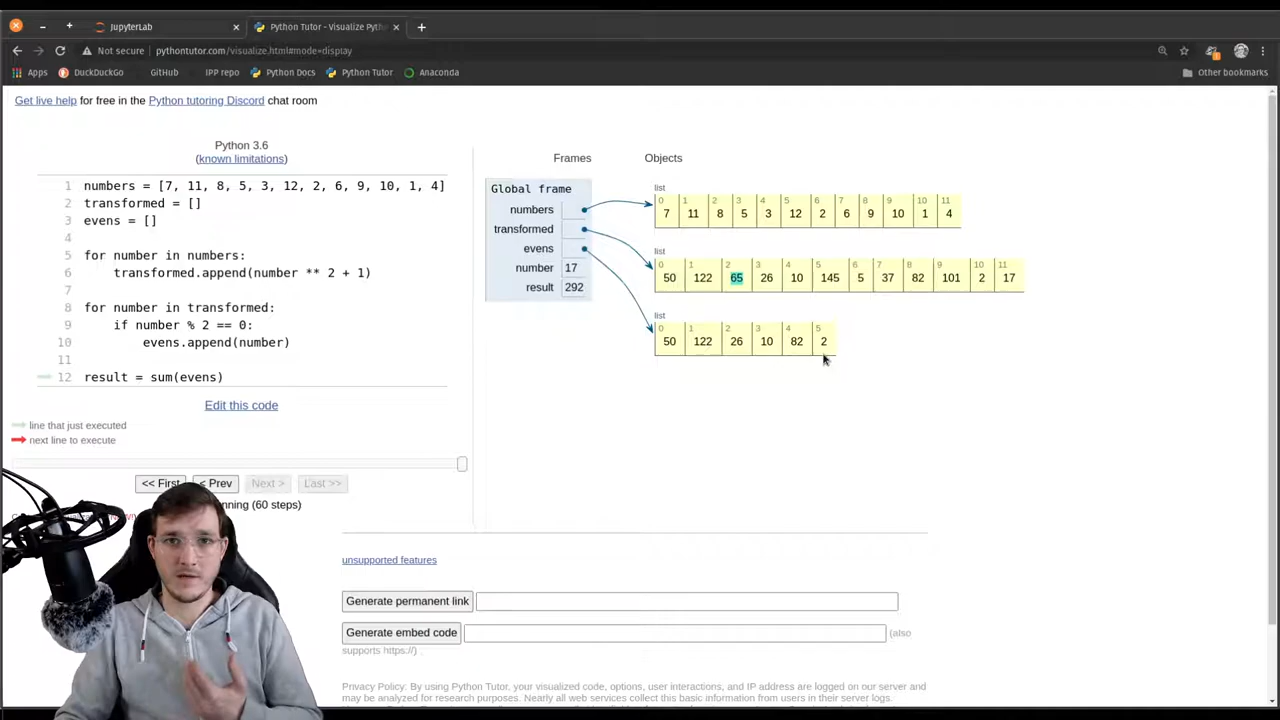 JupyterLab
Python Tutor - Visualize Pyth
Not secure
pythontutor.com/visualize.html#mode=display
Apps
DuckDuckGo
GitHub
IPP repo
Python Docs
Python Tutor
Anaconda
Other bookmarks
Get live help for free in the Python tutoring Discord chat room
Python 3.6
(known limitations)
1 numbers = [7, 11, 8, 5, 3, 12, 2, 6, 9, 10, 1, 4]
2 transformed = []
3 evens = []
4
5 for number in numbers:
6 transformed.append(number ** 2 + 1)
7
8 for number in transformed:
9 if number % 2 == 0:
10 evens.append(number)
11
12 result = sum(evens)
Edit this code
line that just executed
next line to execute
<< First
< Prev
Next >
Last >>
(60 steps)
Frames
Objects
Global frame
numbers
transformed
evens
number 17
result 292
list
0 1 2 3 4 5 6 7 8 9 10 11
7 11 8 5 3 12 2 6 9 10 1 4
list
0 1 2 3 4 5 6 7 8 9 10 11
50 122 65 26 10 145 5 37 82 101 2 17
list
0 1 2 3 4 5
50 122 26 10 82 2
unsupported features
Generate permanent link
Generate embed code
(also
supports https://)
Privacy Policy: By using Python Tutor, your visualized code, options, user interactions, and IP address are logged on our server and
may be analyzed for research purposes. Nearly all web services collect this basic information from users in their server logs.